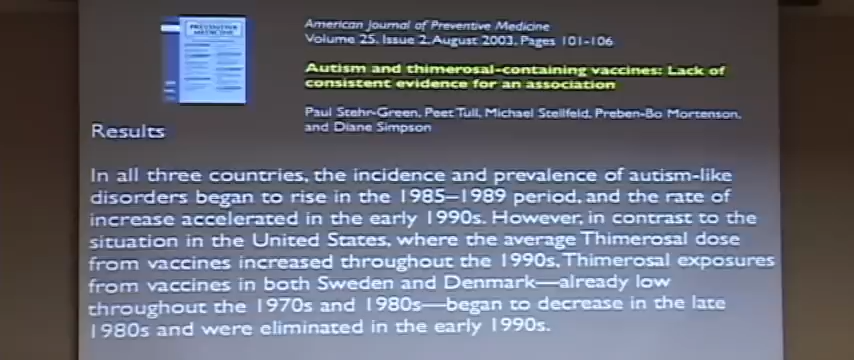 PREVENTIVE
MEDICINE
American Journal of Preventive Medicine
Volume 25, Issue 2, August 2003, Pages 101-106
Autism and thimerosal-containing vaccines: Lack of
consistent evidence for an association
Paul Stehr-Green, Peet Tull, Michael Stellfeld, Preben-Bo Mortenson,
and Diane Simpson
Results
In all three countries, the incidence and prevalence of autism-like
disorders began to rise in the 1985–1989 period, and the rate of
increase accelerated in the early 1990s. However, in contrast to the
situation in the United States, where the average Thimerosal dose
from vaccines increased throughout the 1990s, Thimerosal exposures
from vaccines in both Sweden and Denmark—already low
throughout the 1970s and 1980s—began to decrease in the late
1980s and were eliminated in the early 1990s.